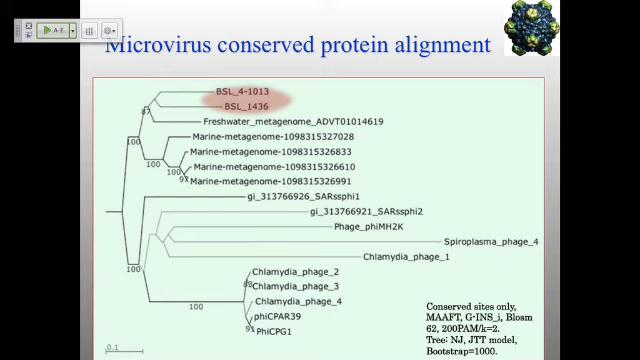 A-E
Microvirus conserved protein alignment
BSL_4-1013
BSL_1436
87
Freshwater_metagenome_ADVT01014619
100
Marine-metagenome-1098315327028
Marine-metagenome-1098315326833
100
Marine-metagenome-1098315326610
100
Marine-metagenome-1098315326991
gi_313766926_SARssphi1
gi_313766921_SARssphi2
Phage_phiMH2K
Spiroplasma_phage_4
Chlamydia_phage_1
100
Chlamydia_phage_2
Chlamydia_phage_3
Chlamydia_phage_4
100
phiCPAR39
PhiCPG1
Conserved sites only,
MAAFT, G-INS_i, Blosm
62, 200PAM/k=2.
Tree: NJ, JTT model,
Bootstrap=1000.
0.1